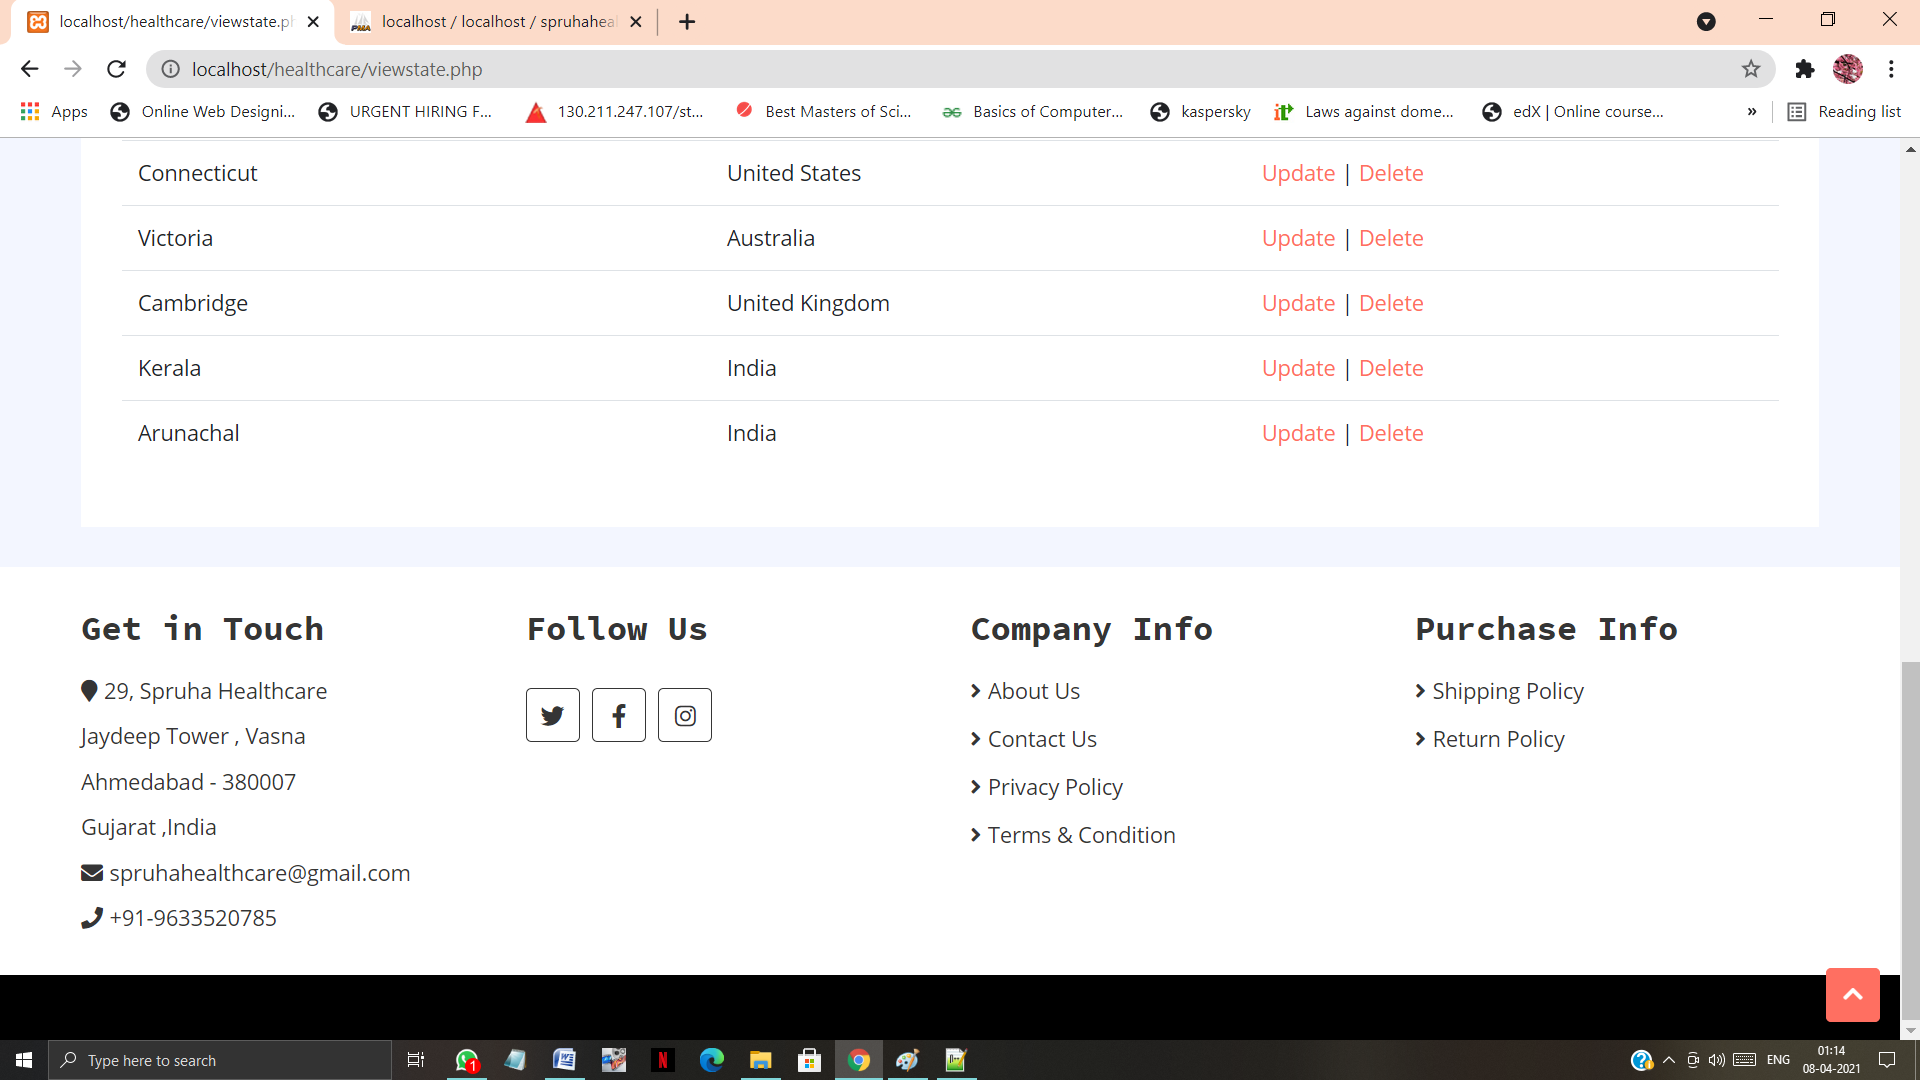 localhost/healthcare/viewstate.ph
localhost / localhost / spruhaheal
localhost/healthcare/viewstate.php
Apps
Online Web Designi...
URGENT HIRING F...
130.211.247.107/st...
Best Masters of Sci...
Basics of Computer...
kaspersky
Laws against dome...
edX | Online course...
»
Reading list
Connecticut United States Update | Delete
Victoria Australia Update | Delete
Cambridge United Kingdom Update | Delete
Kerala India Update | Delete
Arunachal India Update | Delete
Get in Touch
29, Spruha Healthcare
Jaydeep Tower , Vasna
Ahmedabad - 380007
Gujarat ,India
spruhahealthcare@gmail.com
+91-9633520785
Follow Us
Company Info
About Us
Contact Us
Privacy Policy
Terms & Condition
Purchase Info
Shipping Policy
Return Policy
Type here to search
1
ENG
01:14
08-04-2021